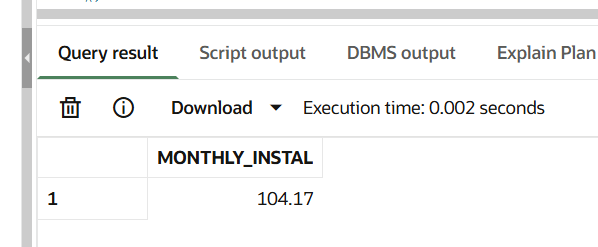 Query result Script output DBMS output Explain Plan
Download Execution time: 0.002 seconds
MONTHLY_INSTAL
1 104.17